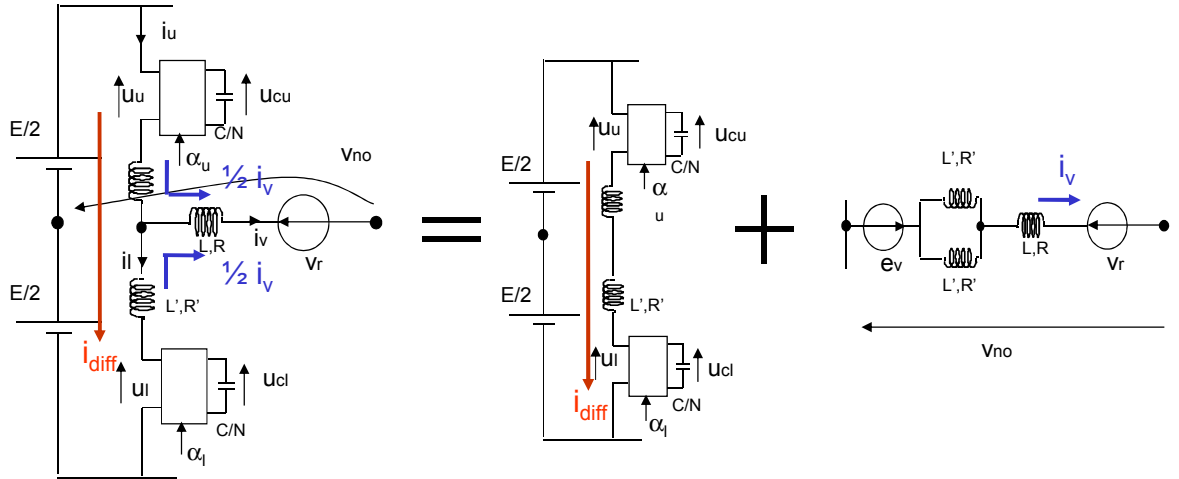 iu
uu
ucu
E/2
C/N
αu
vno
½ iv
L,R
iv
vr
il
½ iv
E/2
L',R'
idiff
ul
ucl
C/N
αl
=
uu
ucu
C/N
E/2
α
u
E/2
L',R'
ul
ucl
idiff
C/N
αl
+
L',R'
iv
ev
L,R
vr
L',R'
vno